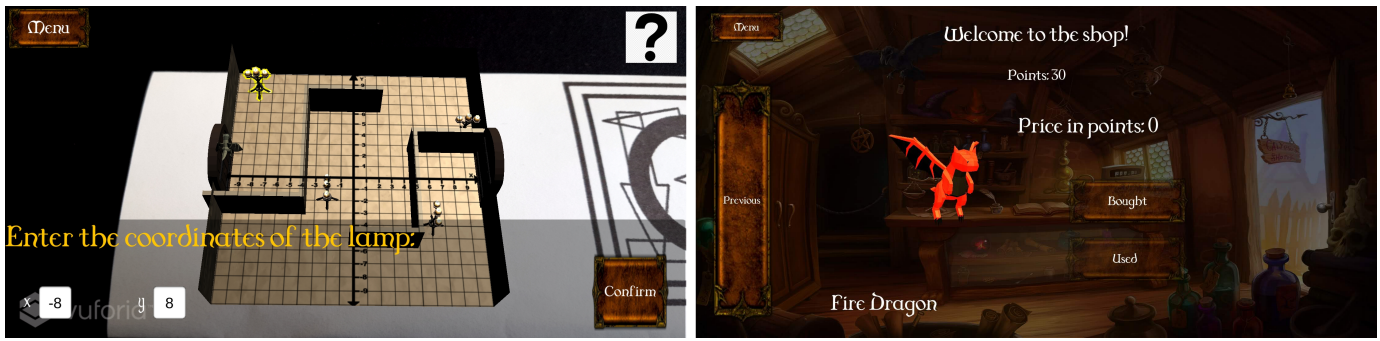 Menu
?
Enter the coordinates of the lamp:
x -8 y 8
vuforia
Confirm
Menu
Welcome to the shop!
Points: 30
Price in points: 0
Previous
Bought
Used
Fire Dragon